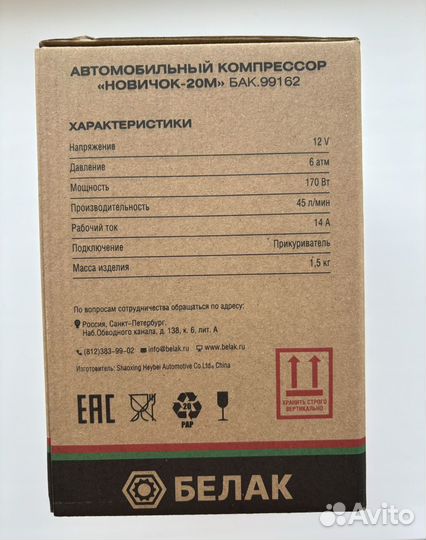 АВТОМОБИЛЬНЫЙ КОМПРЕССОР
«НОВИЧОК-20М» БАК.99162
ХАРАКТЕРИСТИКИ
Напряжение 12 V
Давление 6 атм
Мощность 170 Вт
Производительность 45 л/мин
Рабочий ток 14 А
Подключение Прикуриватель
Масса изделия 1,5 кг
По вопросам сотрудничества обращаться по адресу:
Россия, Санкт-Петербург.
Наб.Обводного канала, д. 138, к. 6, лит. А
(812)383-99-02 info@belak.ru www.belak.ru
Изготовитель: Shaoxing Heybei Automotive Co.Ltd., China
ХРАНИТЬ СТРОГО
ВЕРТИКАЛЬНО
EAC
20
PAP
БЕЛАК
Avito